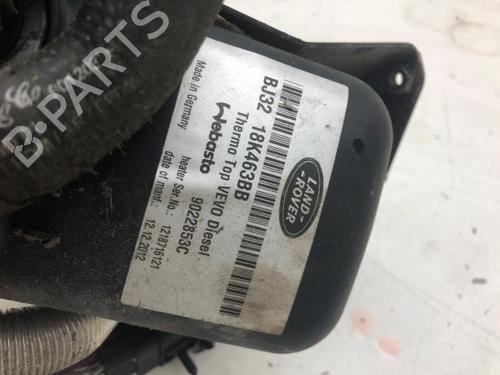 B-PARTS
LAND-
-ROVER
BJ32 18K463BB
Thermo Top VEVO Diesel
Webasto 9022853C
heater Ser.No.: 1218716121
Made in Germany date of manf.: 12.12.2012